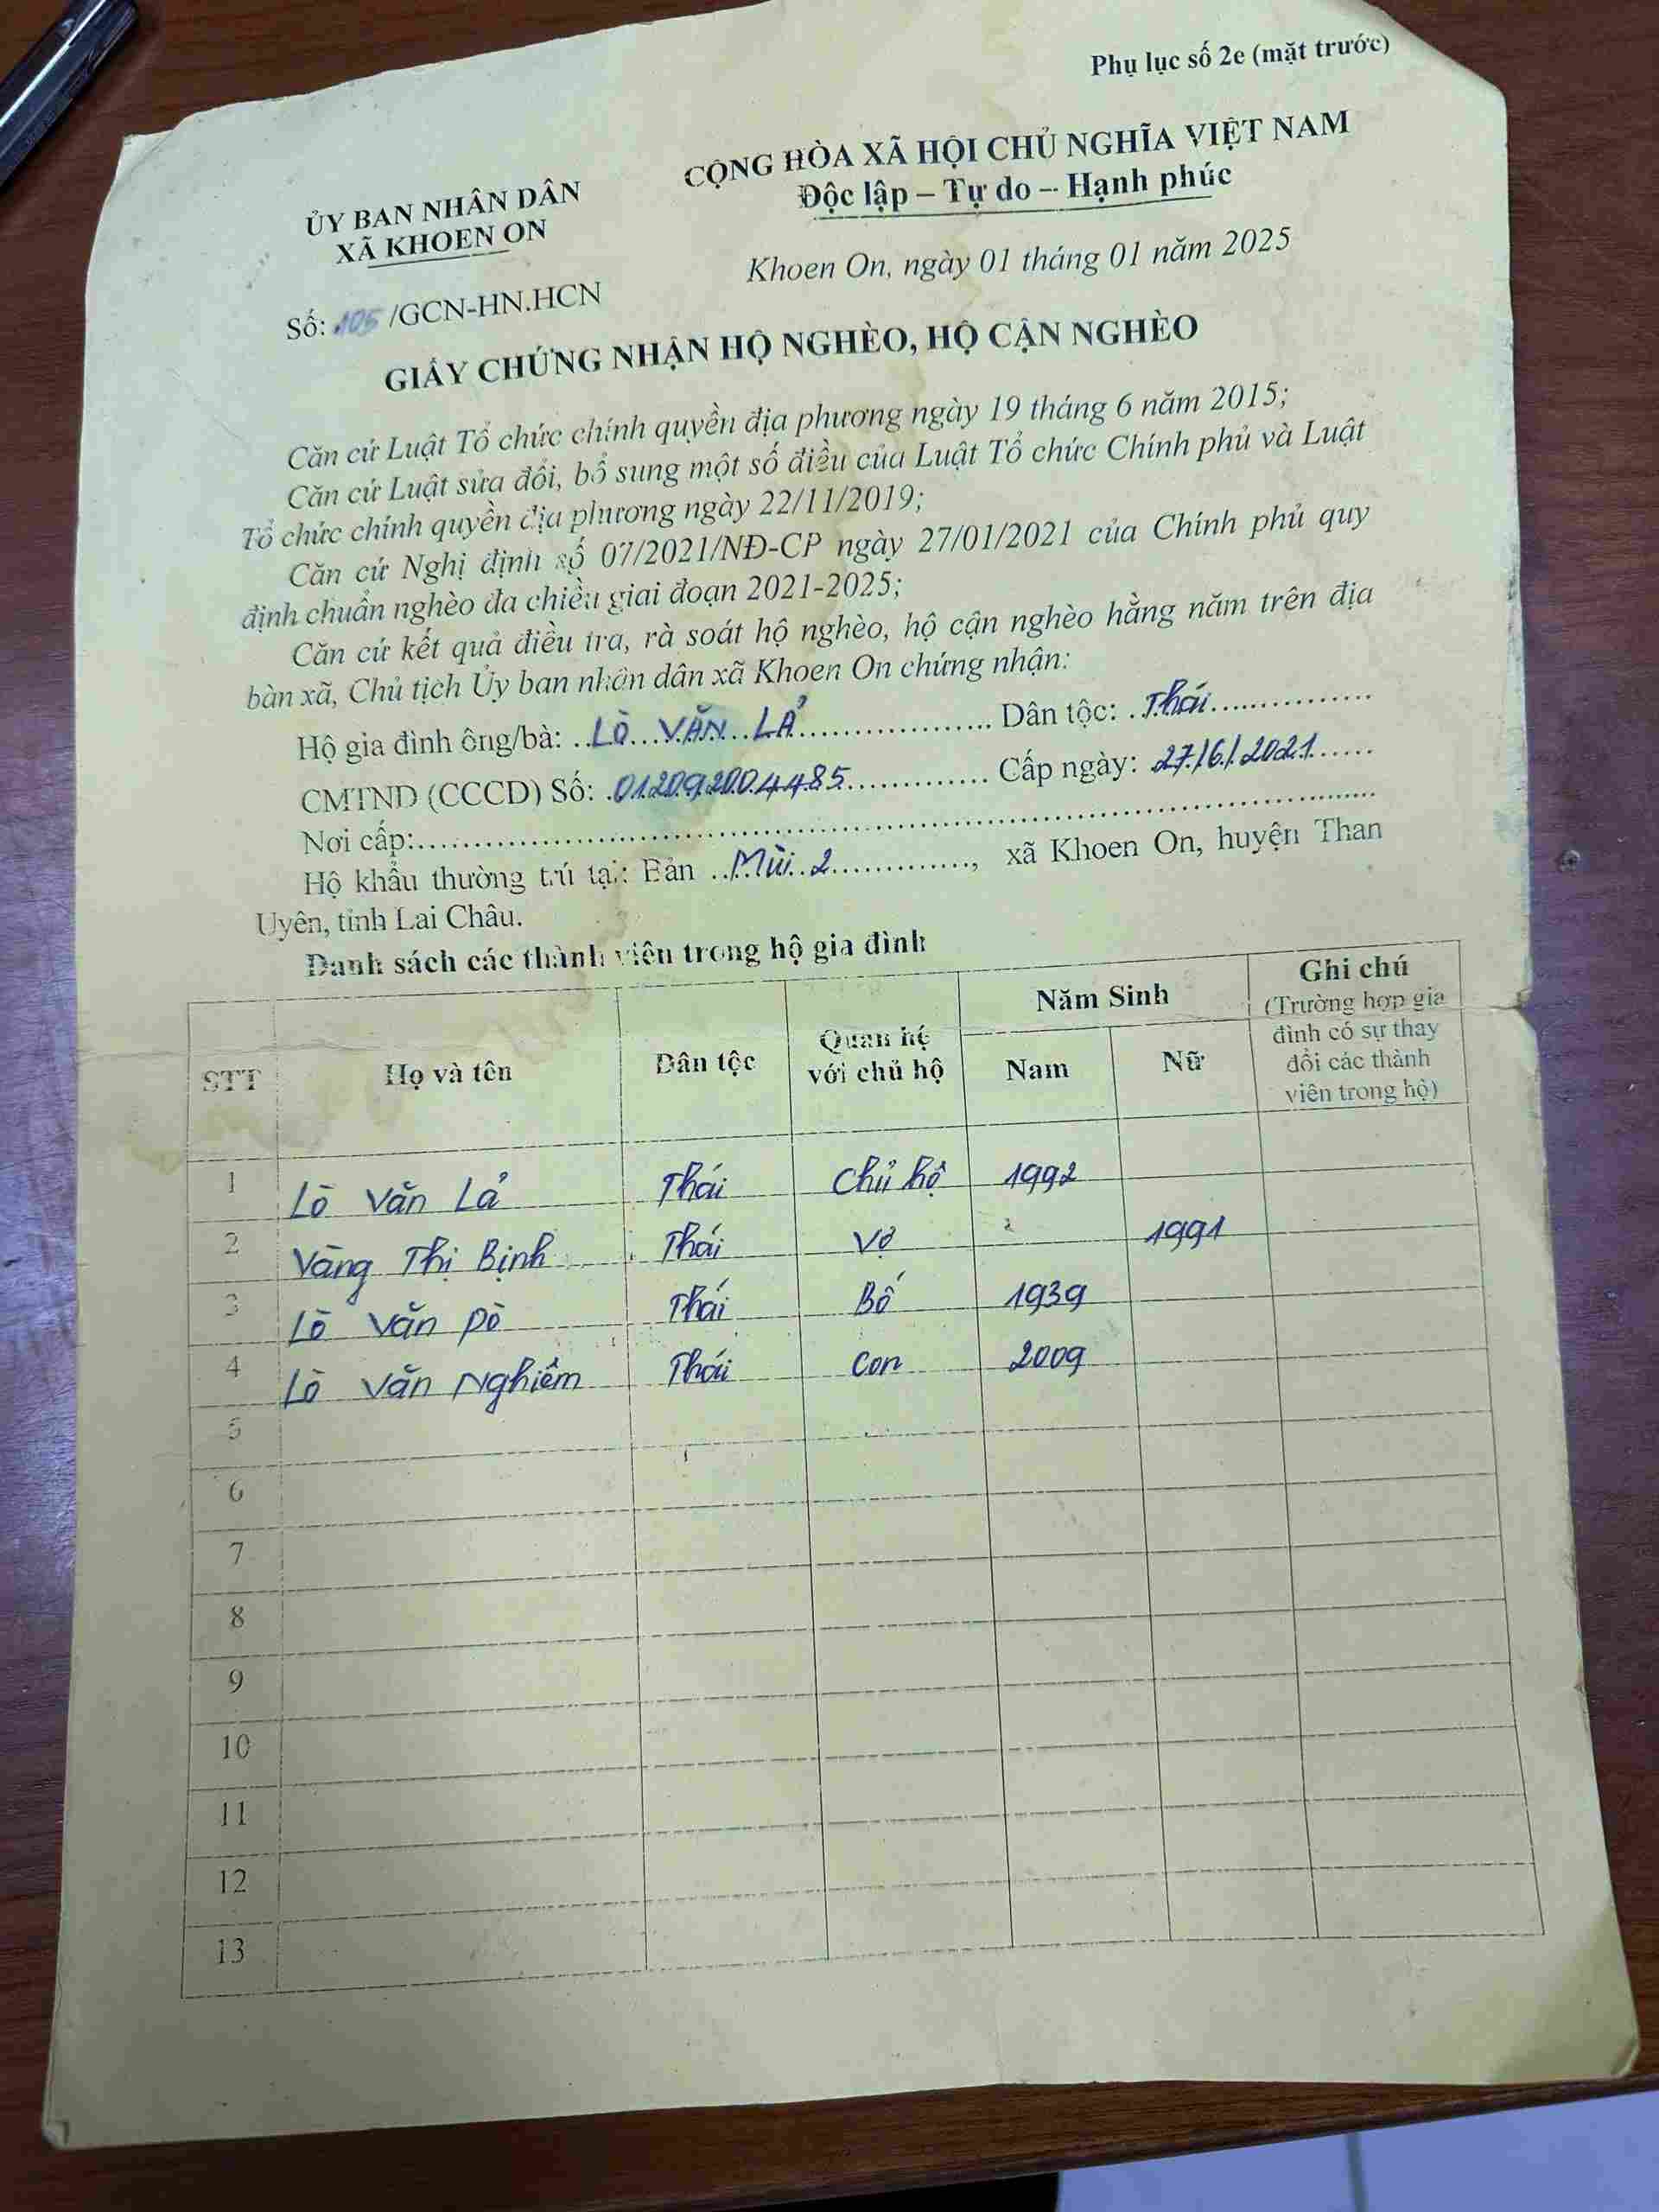 Phụ lục số 2e (mặt trước)
ỦY BAN NHÂN DÂN
XÃ KHOEN ON
CỘNG HÒA XÃ HỘI CHỦ NGHĨA VIỆT NAM
Độc lập – Tự do – Hạnh phúc
Số: 105 /GCN-HN.HCN
Khoen On, ngày 01 tháng 01 năm 2025
GIẤY CHỨNG NHẬN HỘ NGHÈO, HỘ CẬN NGHÈO
Căn cứ Luật Tổ chức chính quyền địa phương ngày 19 tháng 6 năm 2015;
Căn cứ Luật sửa đổi, bổ sung một số điều của Luật Tổ chức Chính phủ và Luật
Tổ chức chính quyền địa phương ngày 22/11/2019;
Căn cứ Nghị định số 07/2021/NĐ-CP ngày 27/01/2021 của Chính phủ quy
định chuẩn nghèo đa chiều giai đoạn 2021-2025;
Căn cứ kết quả điều tra, rà soát hộ nghèo, hộ cận nghèo hằng năm trên địa
bàn xã, Chủ tịch Ủy ban nhân dân xã Khoen On chứng nhận:
Hộ gia đình ông/bà: LÒ VĂN LẢ Dân tộc: Thái
CMTND (CCCD) Số: 012092004485 Cấp ngày: 27/6/2021
Nơi cấp:
Hộ khẩu thường trú tại: Bản Mùi 2, xã Khoen On, huyện Than
Uyên, tỉnh Lai Châu.
Danh sách các thành viên trong hộ gia đình
STT Họ và tên Dân tộc Quan hệ với chủ hộ Năm Sinh Nam Nữ Ghi chú (Trường hợp gia đình có sự thay đổi các thành viên trong hộ)
1 Lò Văn Lả Thái Chủ hộ 1992
2 Vàng Thị Bịnh Thái Vợ 1991
3 Lò Văn Pò Thái Bố 1939
4 Lò Văn Nghiêm Thái Con 2009
5
6
7
8
9
10
11
12
13